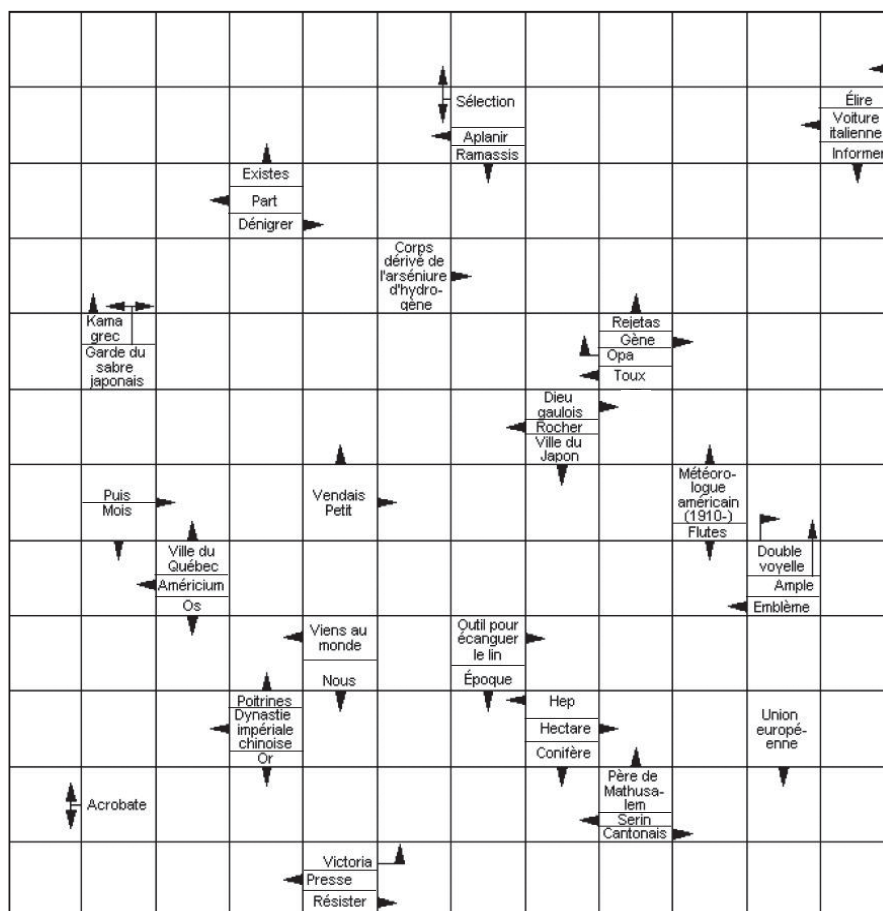 Sélection
Aplanir
Ramassis
Élire
Voiture
italienne
Informer
Existes
Part
Dénigrer
Corps
dérivé de
l'arséniure
d'hydro-
gène
Kama
grec
Garde du
sabre
japonais
Rejetas
Gène
Opa
Toux
Dieu
gaulois
Rocher
Ville du
Japon
Puis
Mois
Vendais
Petit
Météoro-
logue
américain
(1910-)
Flutes
Ville du
Québec
Américium
Os
Double
voyelle
Ample
Emblème
Viens au
monde
Nous
Outil pour
écanguer
le lin
Époque
Poitrines
Dynastie
impériale
chinoise
Or
Hep
Hectare
Conifère
Union
europé-
enne
Acrobate
Père de
Mathusa-
lem
Serin
Cantonais
Victoria
Presse
Résister